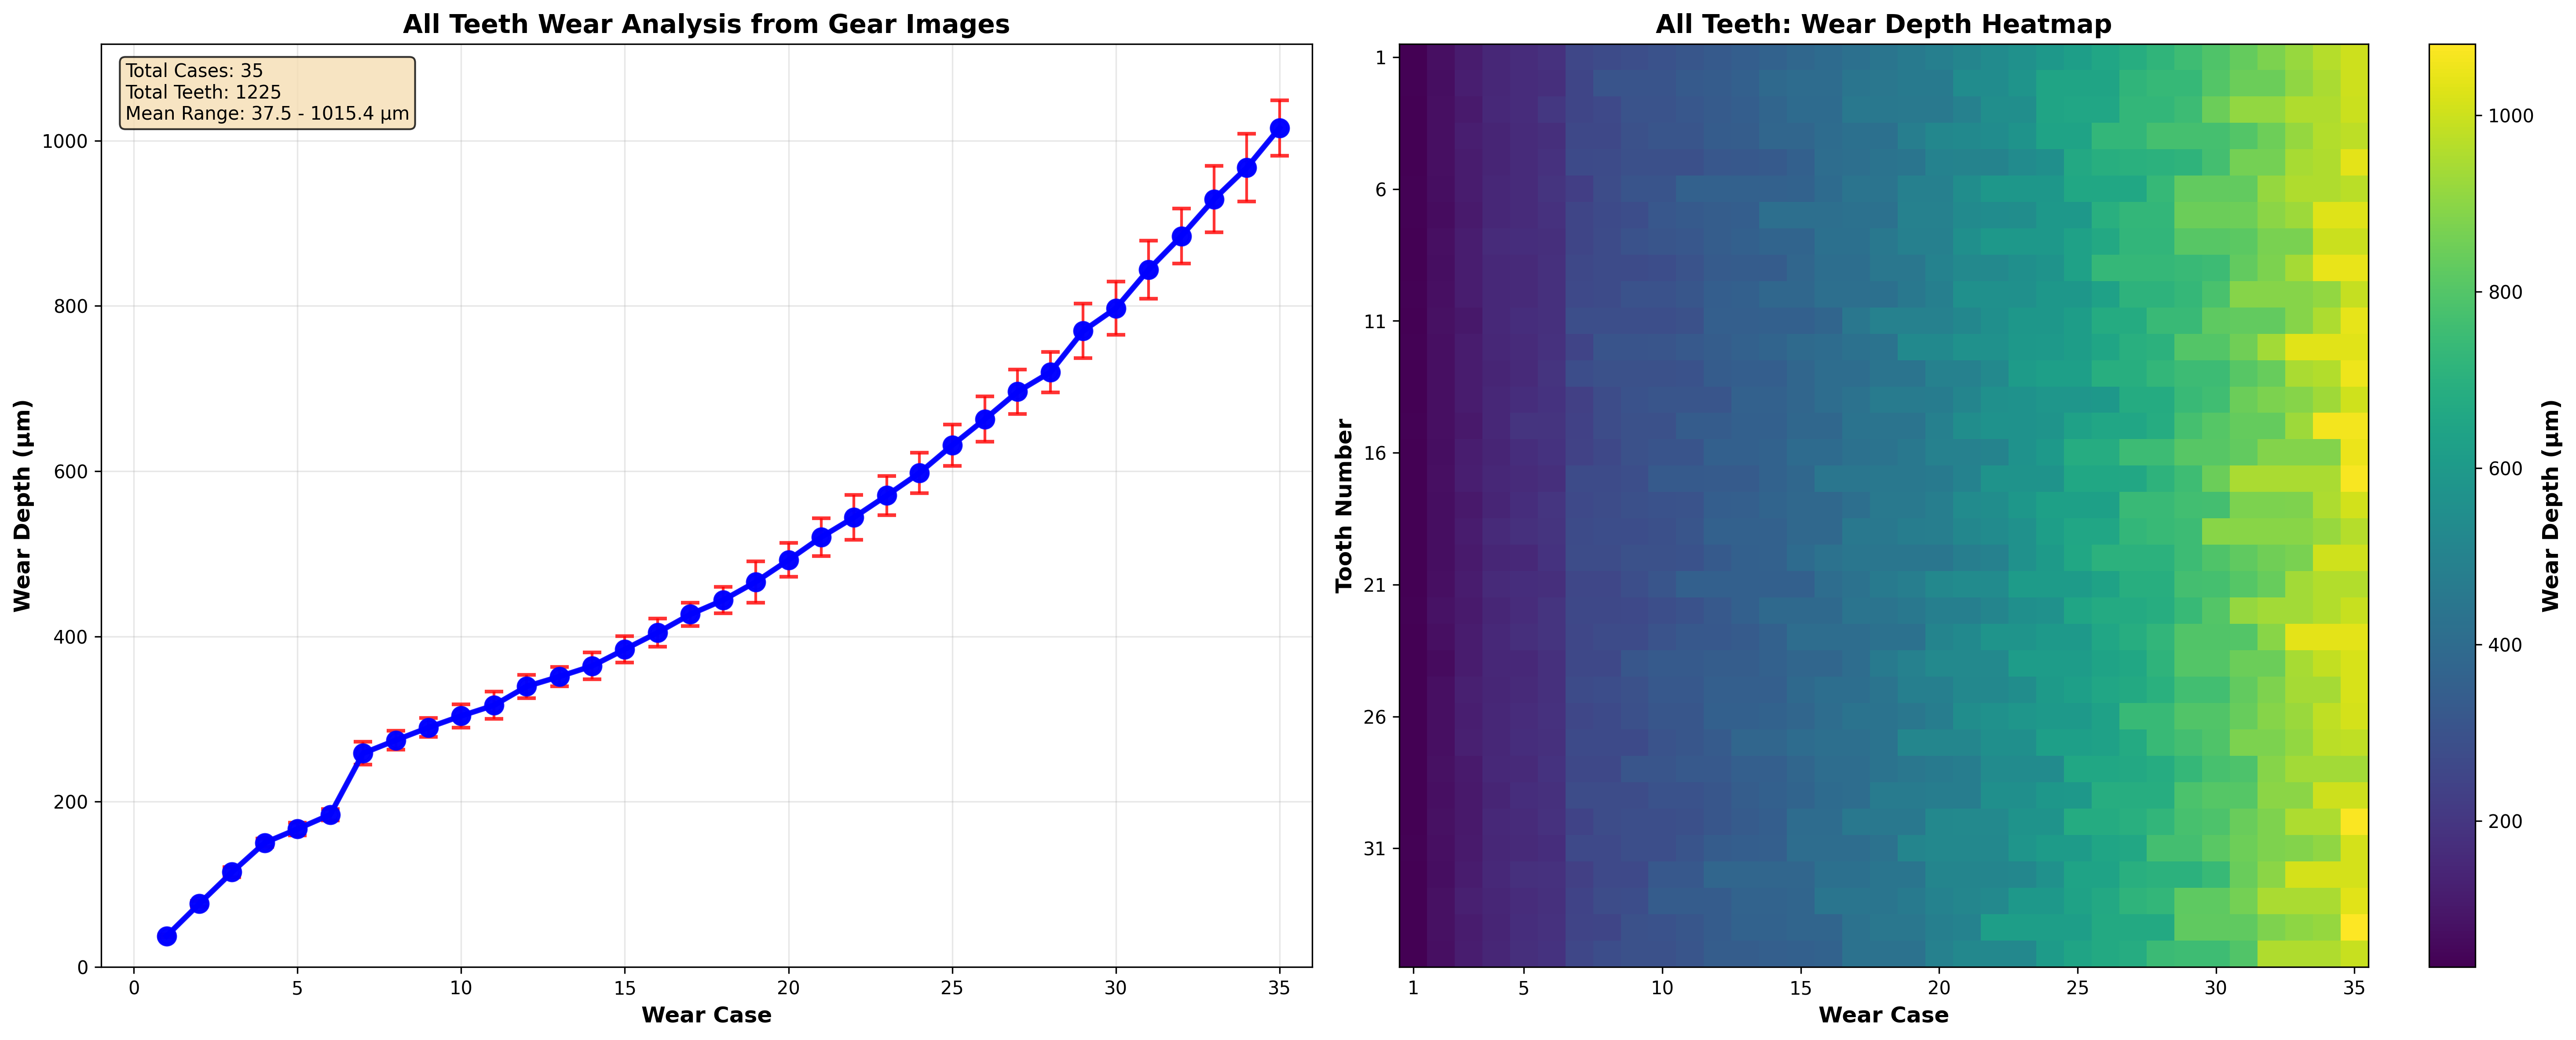 All Teeth Wear Analysis from Gear Images
Total Cases: 35
Total Teeth: 1225
Mean Range: 37.5 - 1015.4 μm
Wear Depth (μm)
1000
800
600
400
200
0
0 5 10 15 20 25 30 35
Wear Case
All Teeth: Wear Depth Heatmap
Tooth Number
1
6
11
16
21
26
31
1 5 10 15 20 25 30 35
Wear Case
1000
800
600
400
200
Wear Depth (μm)